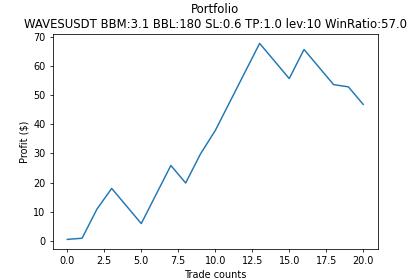 Portfolio
WAVESUSDT BBM:3.1 BBL:180 SL:0.6 TP:1.0 lev:10 WinRatio:57.0
70
60
50
40
30
20
10
0
Profit ($)
0.0 2.5 5.0 7.5 10.0 12.5 15.0 17.5 20.0
Trade counts